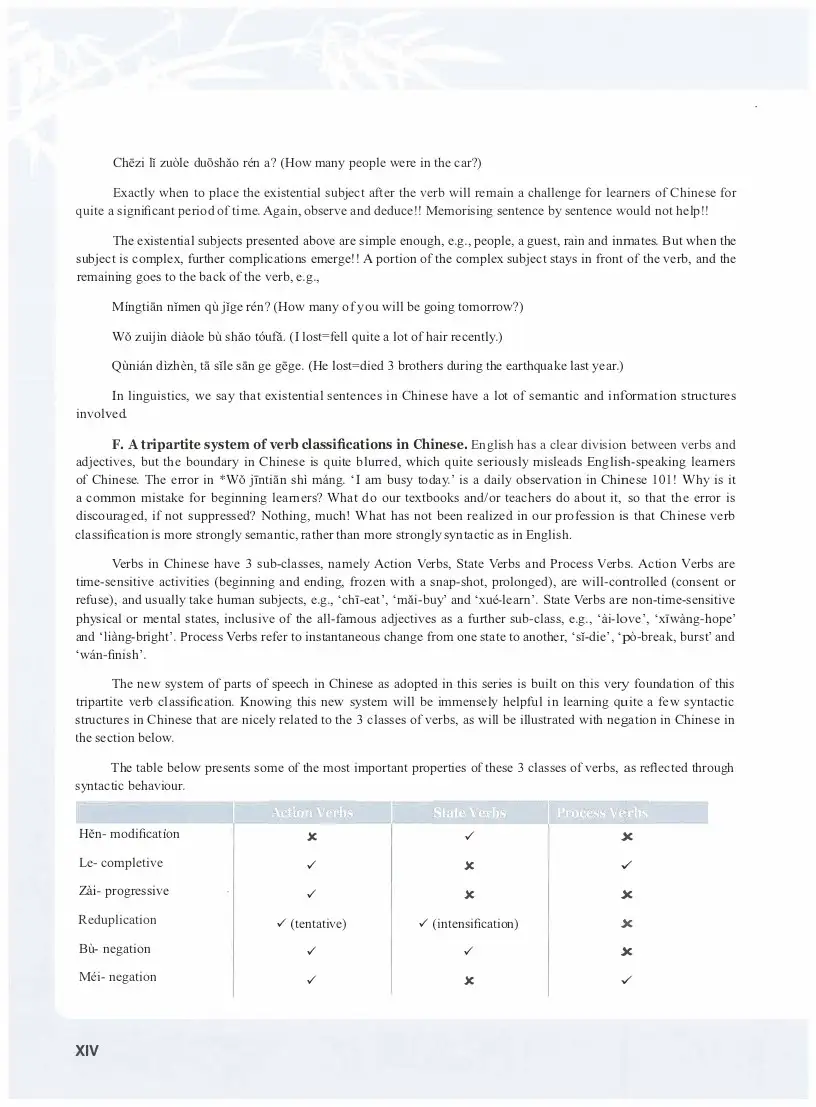 Chēzi lǐ zuòle duōshǎo rén a? (How many people were in the car?)
Exactly when to place the existential subject after the verb will remain a challenge for learners of Chinese for
quite a significant period of time. Again, observe and deduce!! Memorising sentence by sentence would not help!!
The existential subjects presented above are simple enough, e.g., people, a guest, rain and inmates. But when the
subject is complex, further complications emerge!! A portion of the complex subject stays in front of the verb, and the
remaining goes to the back of the verb, e.g.,
Míngtiān nǐmen qù jǐge rén? (How many of you will be going tomorrow?)
Wǒ zuìjìn diàole bù shǎo tóufǎ. (I lost=fell quite a lot of hair recently.)
Qùnián dìzhèn, tā sǐle sān ge gēge. (He lost=died 3 brothers during the earthquake last year.)
In linguistics, we say that existential sentences in Chinese have a lot of semantic and information structures
involved.
F. A tripartite system of verb classifications in Chinese. English has a clear division between verbs and
adjectives, but the boundary in Chinese is quite blurred, which quite seriously misleads English-speaking learners
of Chinese. The error in *Wǒ jīntiān shì máng. ‘I am busy today.’ is a daily observation in Chinese 101! Why is it
a common mistake for beginning learners? What do our textbooks and/or teachers do about it, so that the error is
discouraged, if not suppressed? Nothing, much! What has not been realized in our profession is that Chinese verb
classification is more strongly semantic, rather than more strongly syntactic as in English.
Verbs in Chinese have 3 sub-classes, namely Action Verbs, State Verbs and Process Verbs. Action Verbs are
time-sensitive activities (beginning and ending, frozen with a snap-shot, prolonged), are will-controlled (consent or
refuse), and usually take human subjects, e.g., ‘chī-eat’, ‘mǎi-buy’ and ‘xué-learn’. State Verbs are non-time-sensitive
physical or mental states, inclusive of the all-famous adjectives as a further sub-class, e.g., ‘ài-love’, ‘xīwàng-hope’
and ‘liàng-bright’. Process Verbs refer to instantaneous change from one state to another, ‘sǐ-die’, ‘pò-break, burst’ and
‘wán-finish’.
The new system of parts of speech in Chinese as adopted in this series is built on this very foundation of this
tripartite verb classification. Knowing this new system will be immensely helpful in learning quite a few syntactic
structures in Chinese that are nicely related to the 3 classes of verbs, as will be illustrated with negation in Chinese in
the section below.
The table below presents some of the most important properties of these 3 classes of verbs, as reflected through
syntactic behaviour.
Action Verbs State Verbs Process Verbs
Hěn- modification ✘ ✓ ✘
Le- completive ✓ ✘ ✓
Zài- progressive ✓ ✘ ✘
Reduplication ✓ (tentative) ✓ (intensification) ✘
Bù- negation ✓ ✓ ✘
Méi- negation ✓ ✘ ✓
XIV